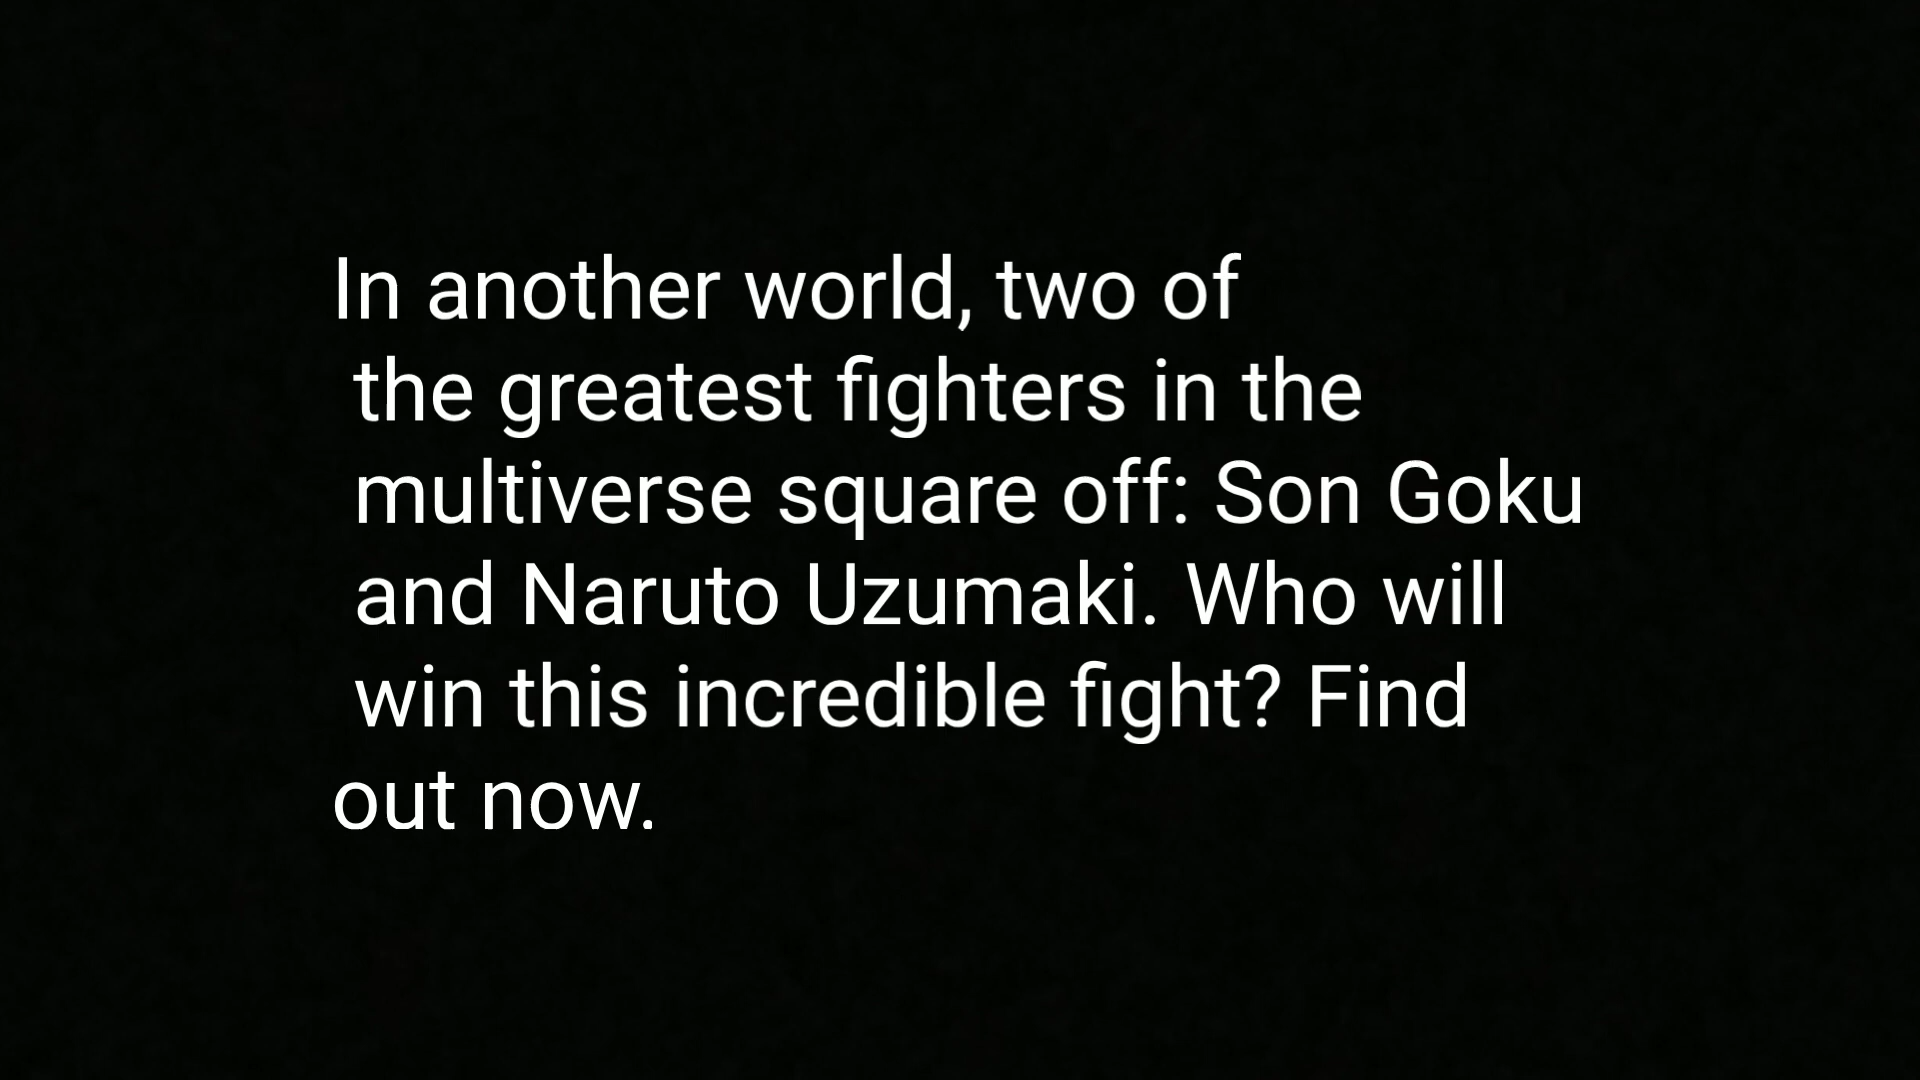 In another world, two of
the greatest fighters in the
multiverse square off: Son Goku
and Naruto Uzumaki. Who will
win this incredible fight? Find
out now.